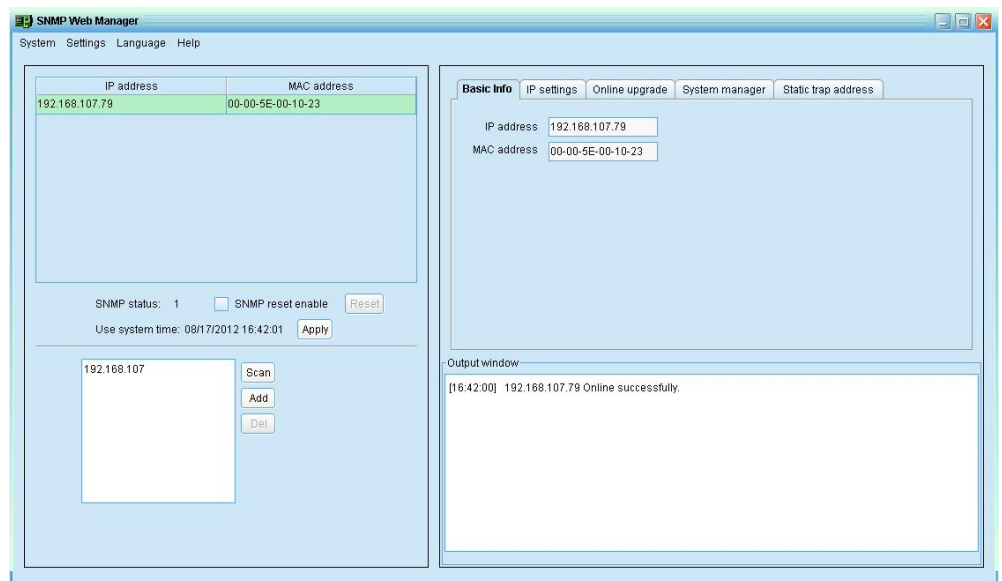 SNMP Web Manager
System Settings Language Help
IP address MAC address
192.168.107.79 00-00-5E-00-10-23
SNMP status: 1 SNMP reset enable Reset
Use system time: 08/17/2012 16:42:01 Apply
192.168.107
Scan
Add
Del
Basic Info IP settings Online upgrade System manager Static trap address
IP address 192.168.107.79
MAC address 00-00-5E-00-10-23
Output window
[16:42:00] 192.168.107.79 Online successfully.